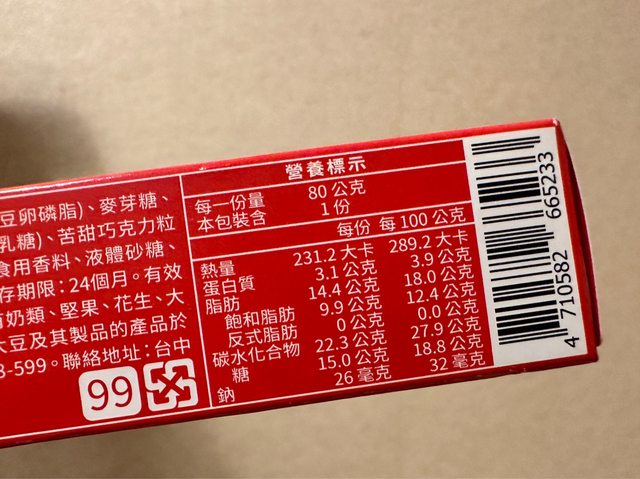 豆卵磷脂)、麥芽糖、
乳糖)、苦甜巧克力粒
食用香料、液體砂糖、
存期限:24個月。有效
奶類、堅果、花生、大
大豆及其製品的產品於
-599。聯絡地址:台中
99
營養標示
每一份量 80 公克
本包裝含 1 份
每份 每 100 公克
熱量 231.2 大卡 289.2 大卡
蛋白質 3.1 公克 3.9 公克
脂肪 14.4 公克 18.0 公克
飽和脂肪 9.9 公克 12.4 公克
反式脂肪 0 公克 0.0 公克
碳水化合物 22.3 公克 27.9 公克
糖 15.0 公克 18.8 公克
鈉 26 毫克 32 毫克
4 710582 665233